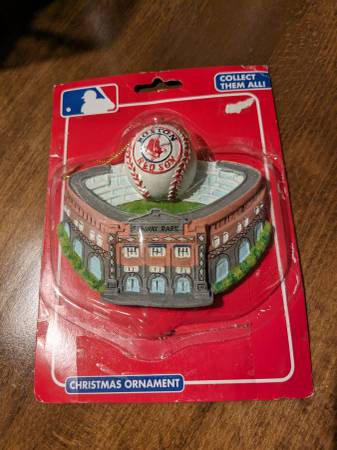 COLLECT
THEM ALL!
BOSTON
RED SOX
FENWAY PARK
CHRISTMAS ORNAMENT